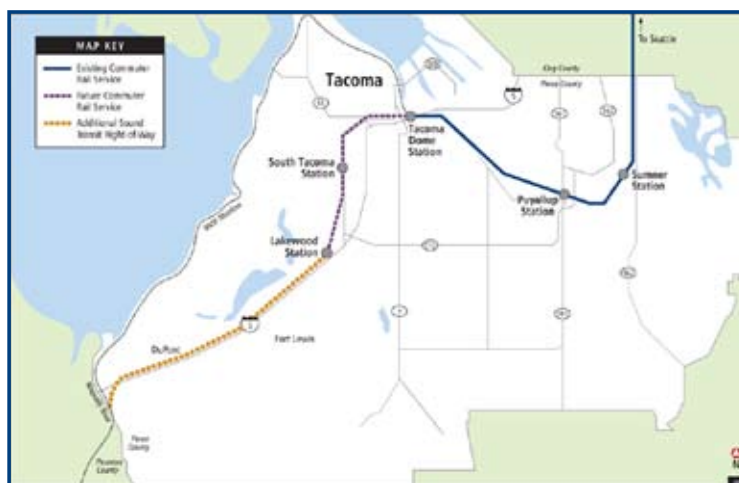 MAP KEY
Existing Commuter
Rail Service
Future Commuter
Rail Service
Additional Sound
Transit Right of Way
To Seattle
Tacoma
King County
Pierce County
5
Tacoma
Dome
Station
South Tacoma
Station
Sumner
Station
Puyallup
Station
Lakewood
Station
5
Fort Lewis
DuPont
Pierce
County
Thurston
County
N